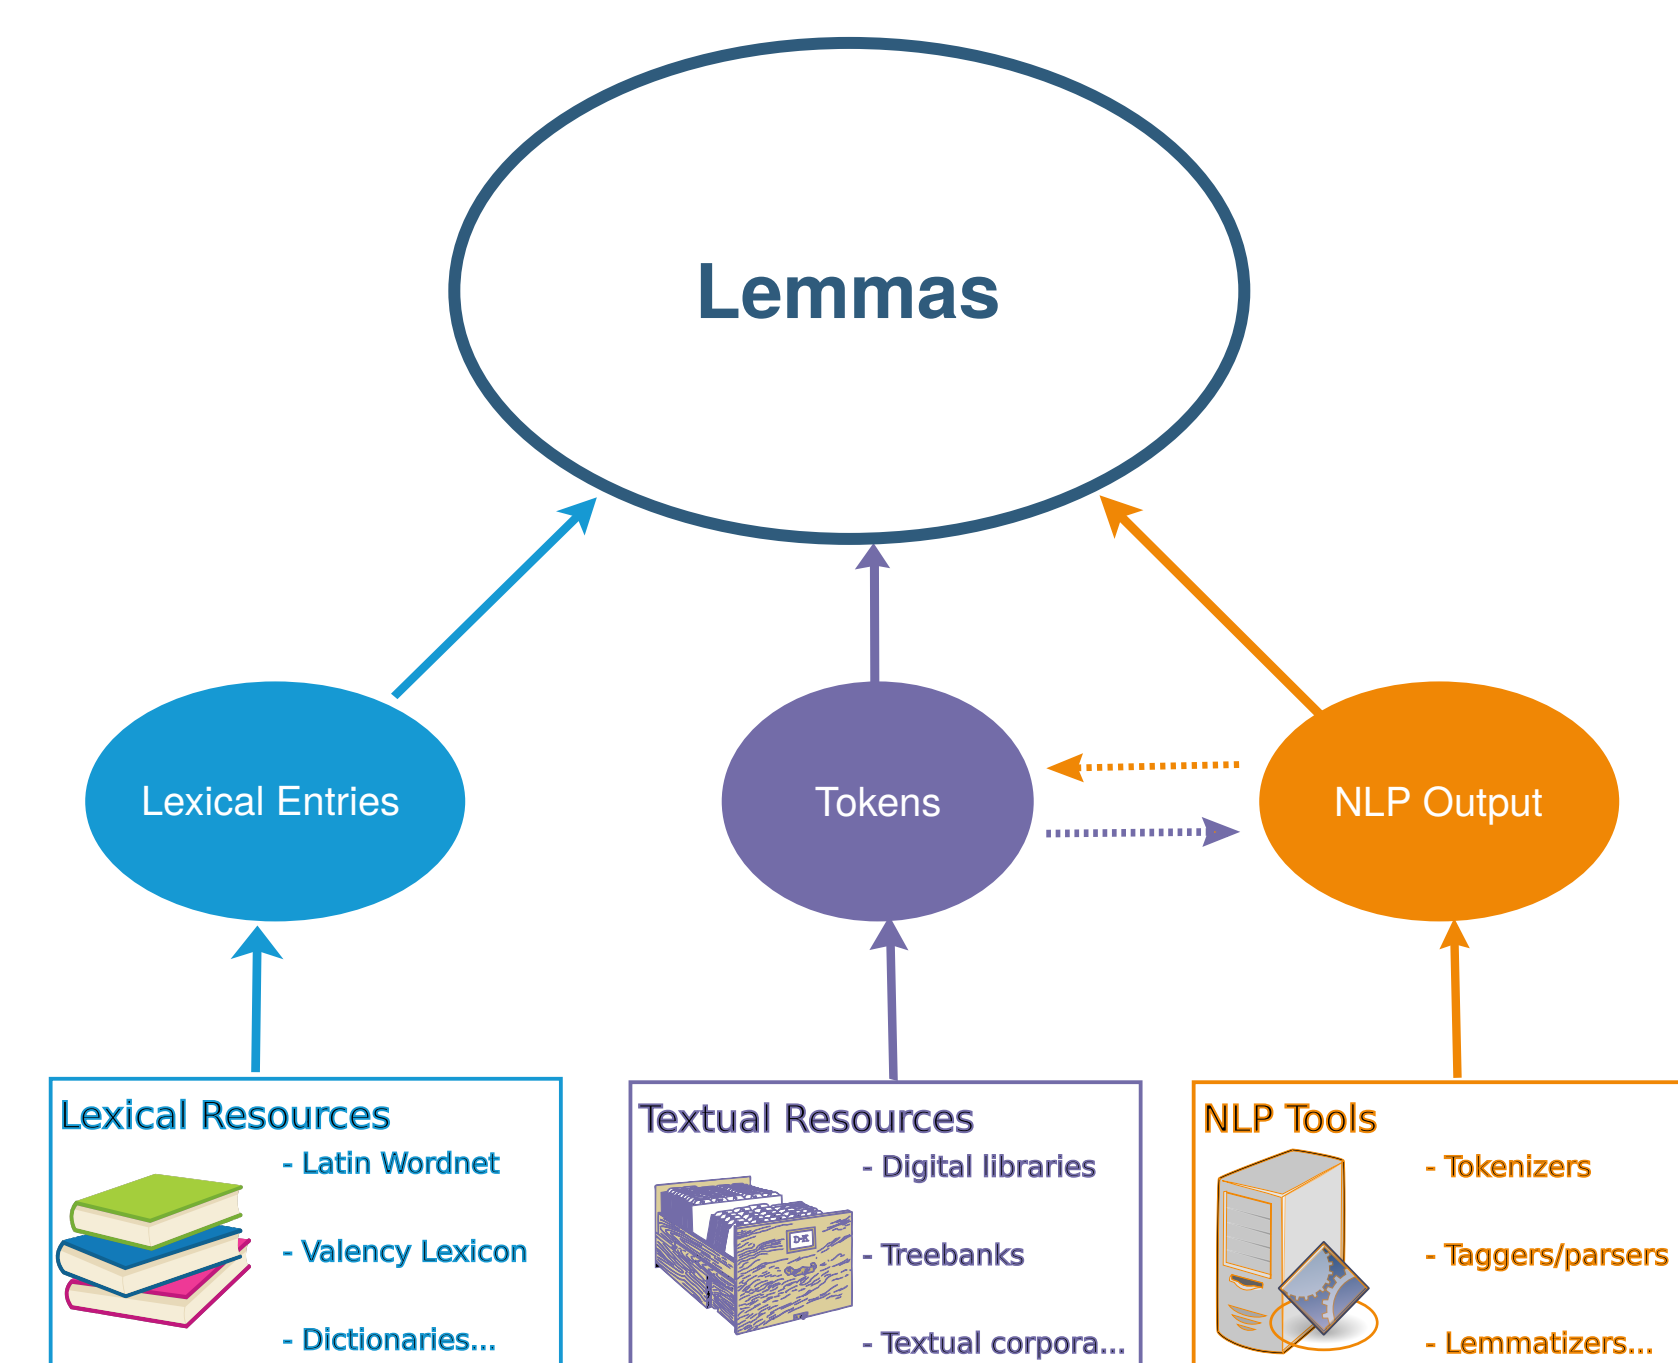 Lemmas
Lexical Entries
Tokens
NLP Output
Lexical Resources
- Latin Wordnet
- Valency Lexicon
- Dictionaries...
Textual Resources
- Digital libraries
- Treebanks
- Textual corpora...
D-K
NLP Tools
- Tokenizers
- Taggers/parsers
- Lemmatizers...